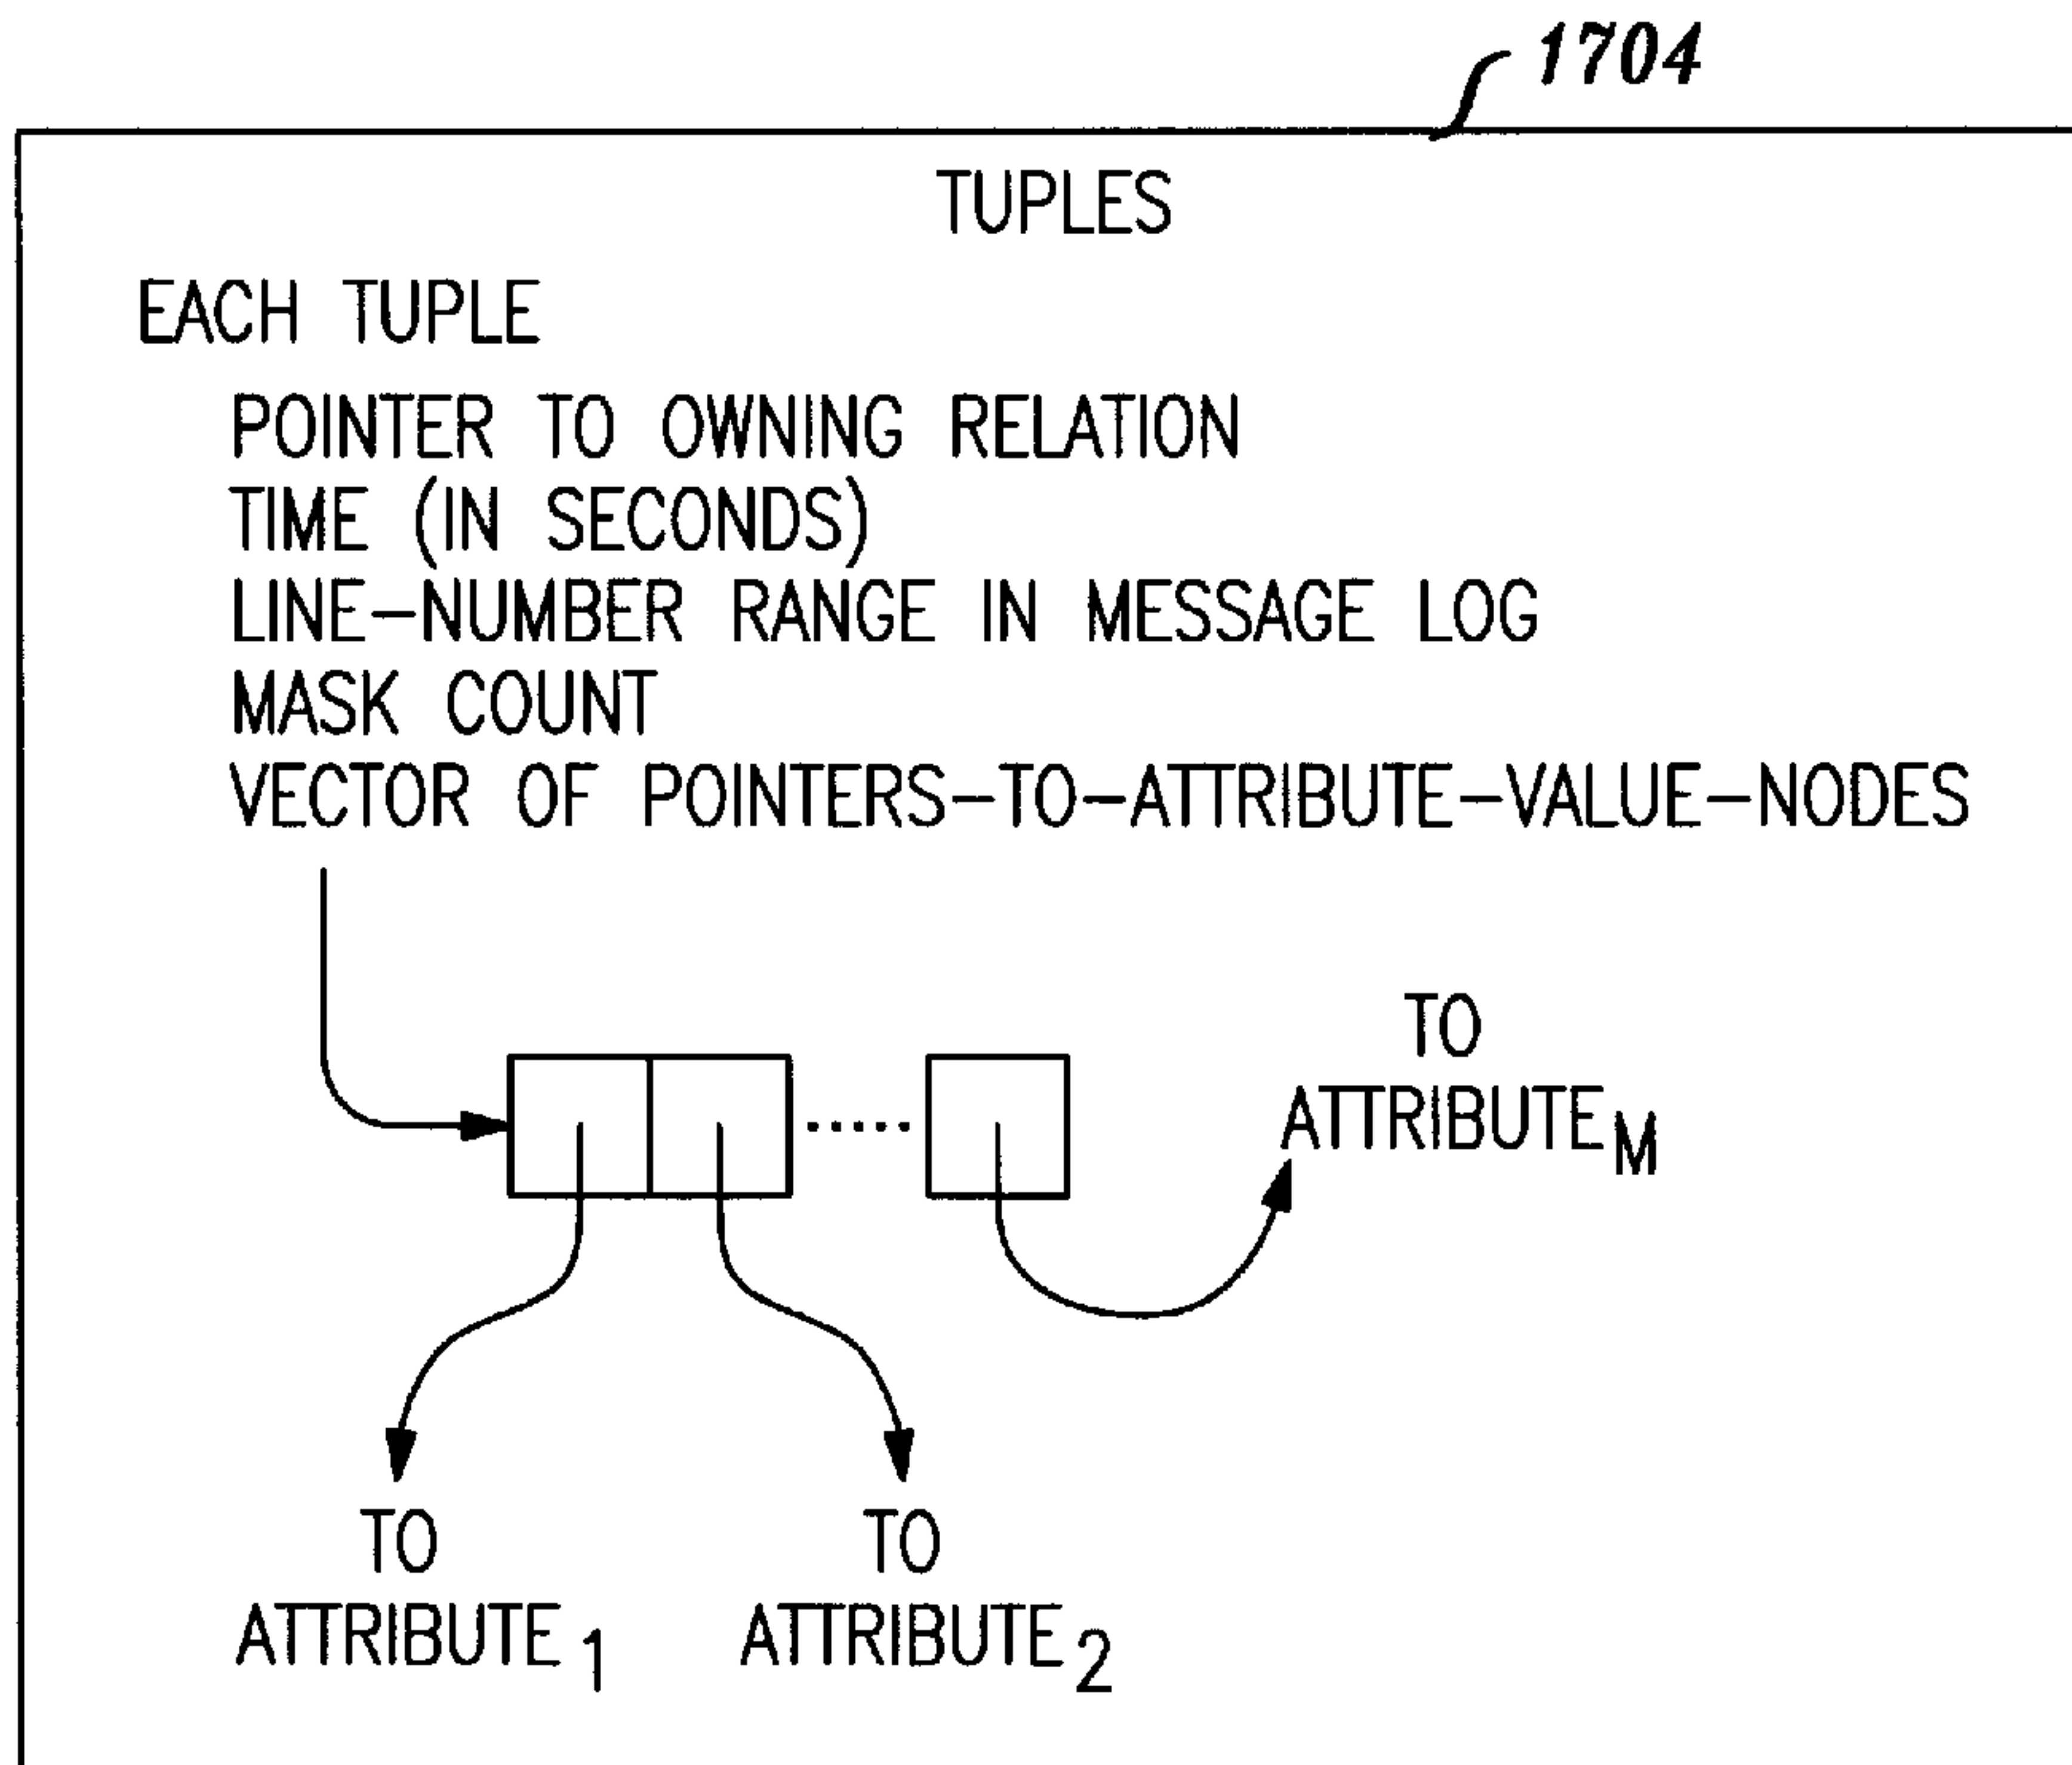 1704
TUPLES
EACH TUPLE
POINTER TO OWNING RELATION
TIME (IN SECONDS)
LINE-NUMBER RANGE IN MESSAGE LOG
MASK COUNT
VECTOR OF POINTERS-TO-ATTRIBUTE-VALUE-NODES
TO
ATTRIBUTE M
TO
ATTRIBUTE 1
TO
ATTRIBUTE 2